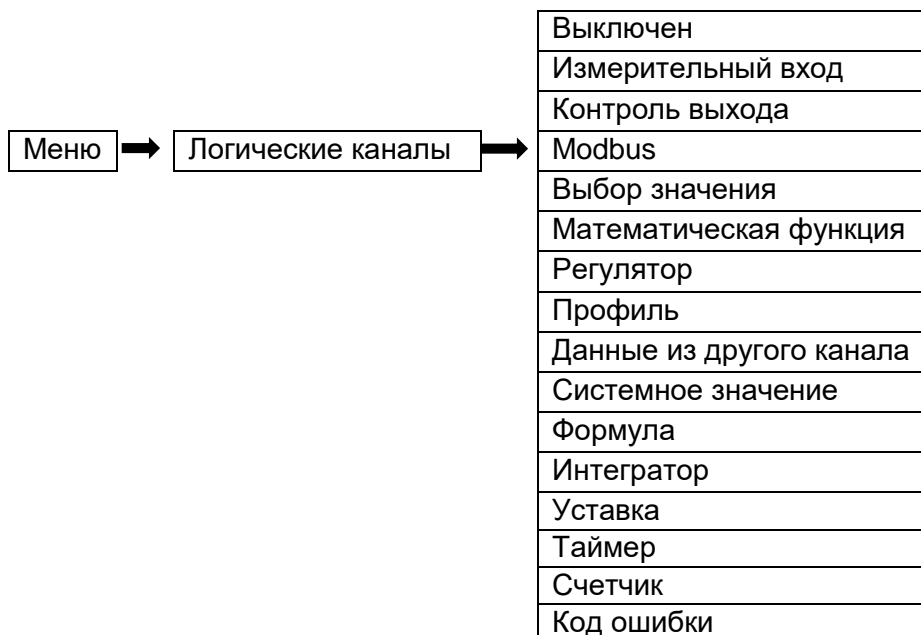 Выключен
Измерительный вход
Контроль выхода
Меню
Логические каналы
Modbus
Выбор значения
Математическая функция
Регулятор
Профиль
Данные из другого канала
Системное значение
Формула
Интегратор
Уставка
Таймер
Счетчик
Код ошибки